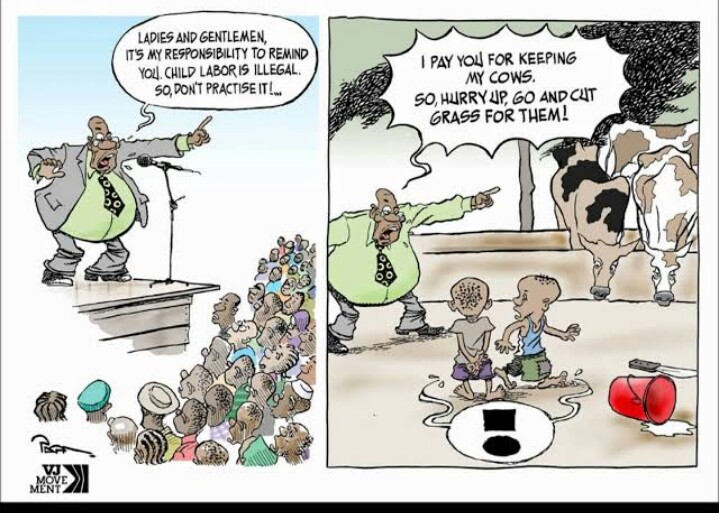 LADIES AND GENTLEMEN,
IT'S MY RESPONSIBILITY TO REMIND
YOU. CHILD LABOR IS ILLEGAL.
SO, DON'T PRACTISE IT!...
I PAY YOU FOR KEEPING
MY COWS.
SO, HURRY UP, GO AND CUT
GRASS FOR THEM!
!
VJ
MOVE
MENT